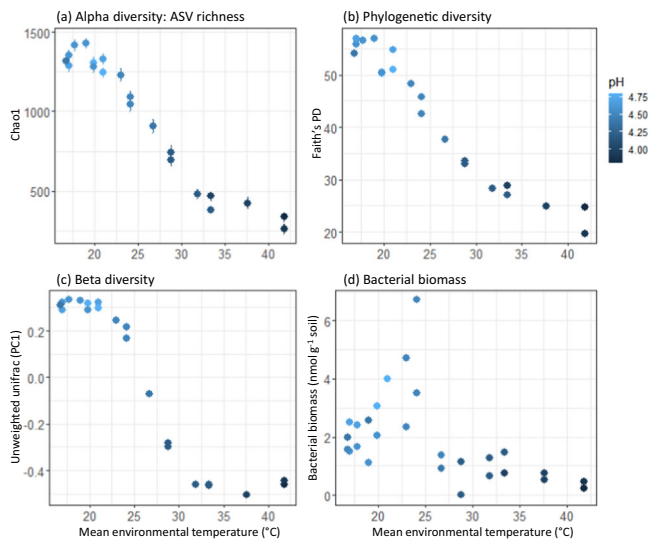 (a) Alpha diversity: ASV richness
(b) Phylogenetic diversity
1500
1000
500
Chao1
20 25 30 35 40
50
40
30
20
Faith's PD
20 25 30 35 40
pH
4.75
4.50
4.25
4.00
(c) Beta diversity
(d) Bacterial biomass
0.2
0.0
-0.2
-0.4
Unweighted unifrac (PC1)
20 25 30 35 40
Mean environmental temperature (°C)
6
4
2
0
Bacterial biomass (nmol g⁻¹ soil)
20 25 30 35 40
Mean environmental temperature (°C)